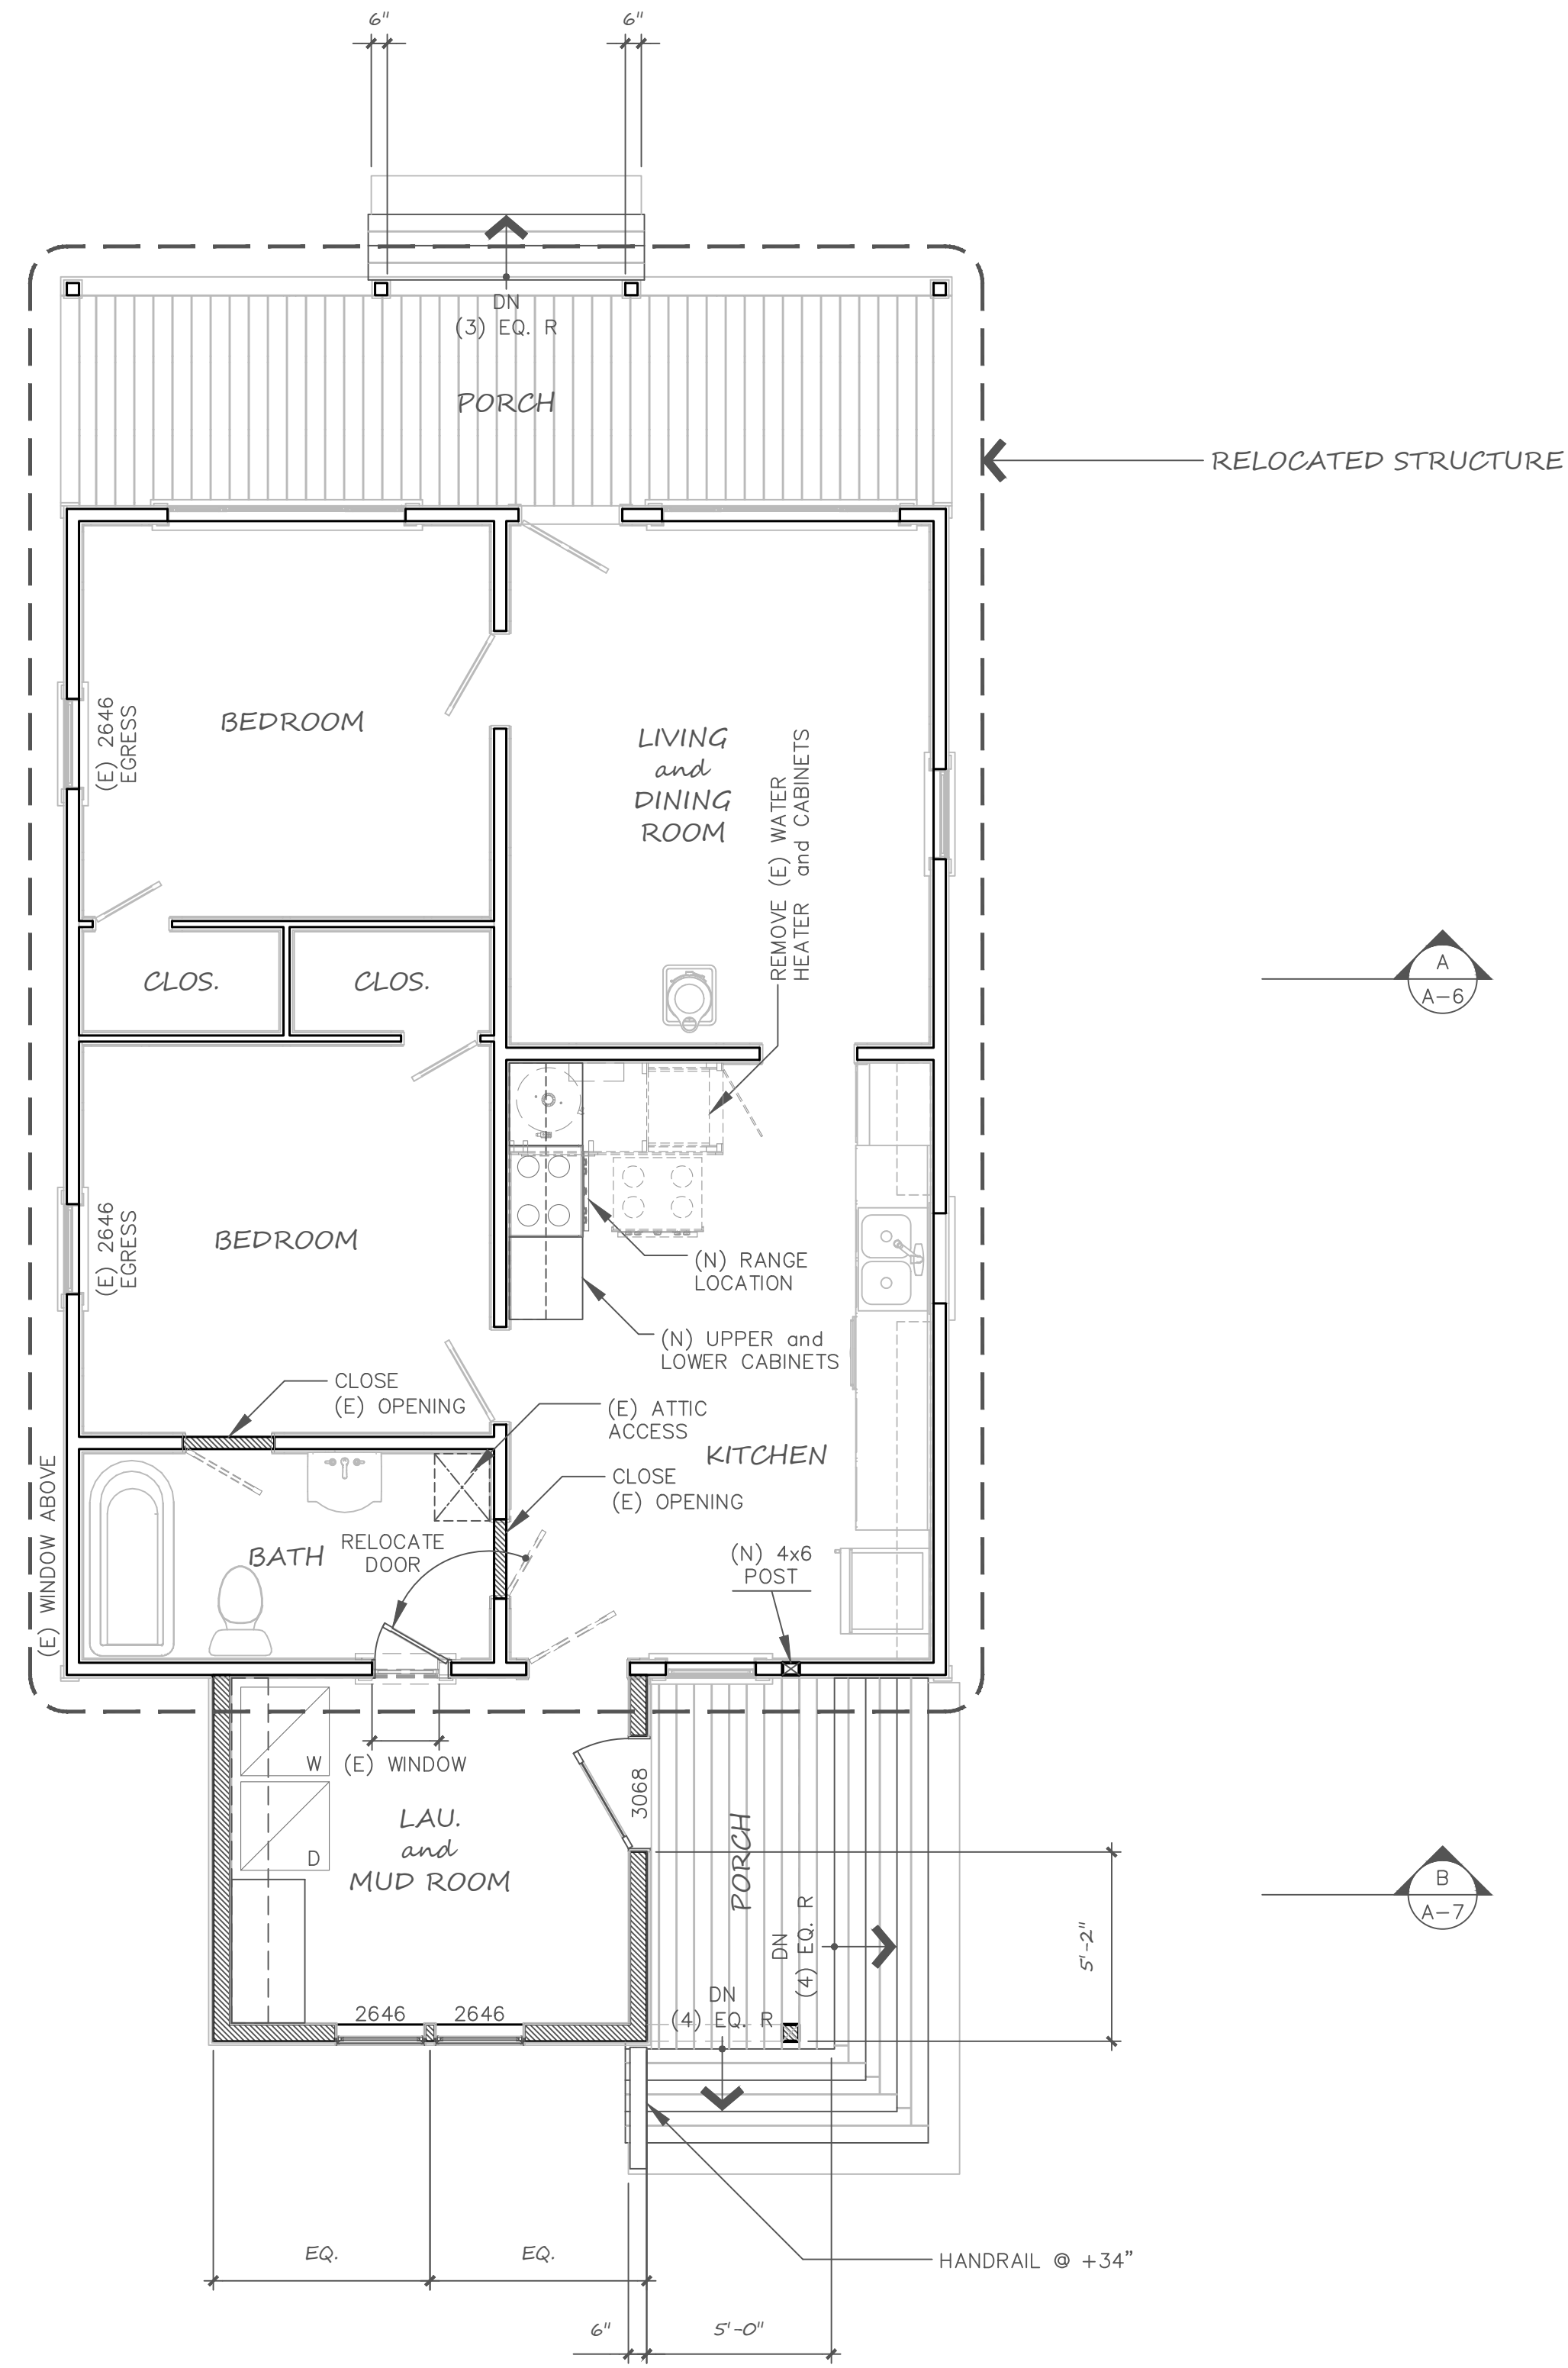 6" 6"
DN
(3) EQ. R
PORCH
RELOCATED STRUCTURE
(E) 2646
EGRESS
BEDROOM
LIVING
and
DINING
ROOM
REMOVE (E) WATER
HEATER and CABINETS
CLOS. CLOS.
A
A-6
(E) 2646
EGRESS
BEDROOM
(N) RANGE
LOCATION
(N) UPPER and
LOWER CABINETS
CLOSE
(E) OPENING
(E) ATTIC
ACCESS
KITCHEN
CLOSE
(E) OPENING
(E) WINDOW ABOVE
BATH
RELOCATE
DOOR
(N) 4x6
POST
W
(E) WINDOW
D
LAU.
and
MUD ROOM
3068
PORCH
DN
(4) EQ. R
B
A-7
5'-2"
DN
(4) EQ. R
2646 2646
EQ. EQ.
HANDRAIL @ +34"
6" 5'-0"